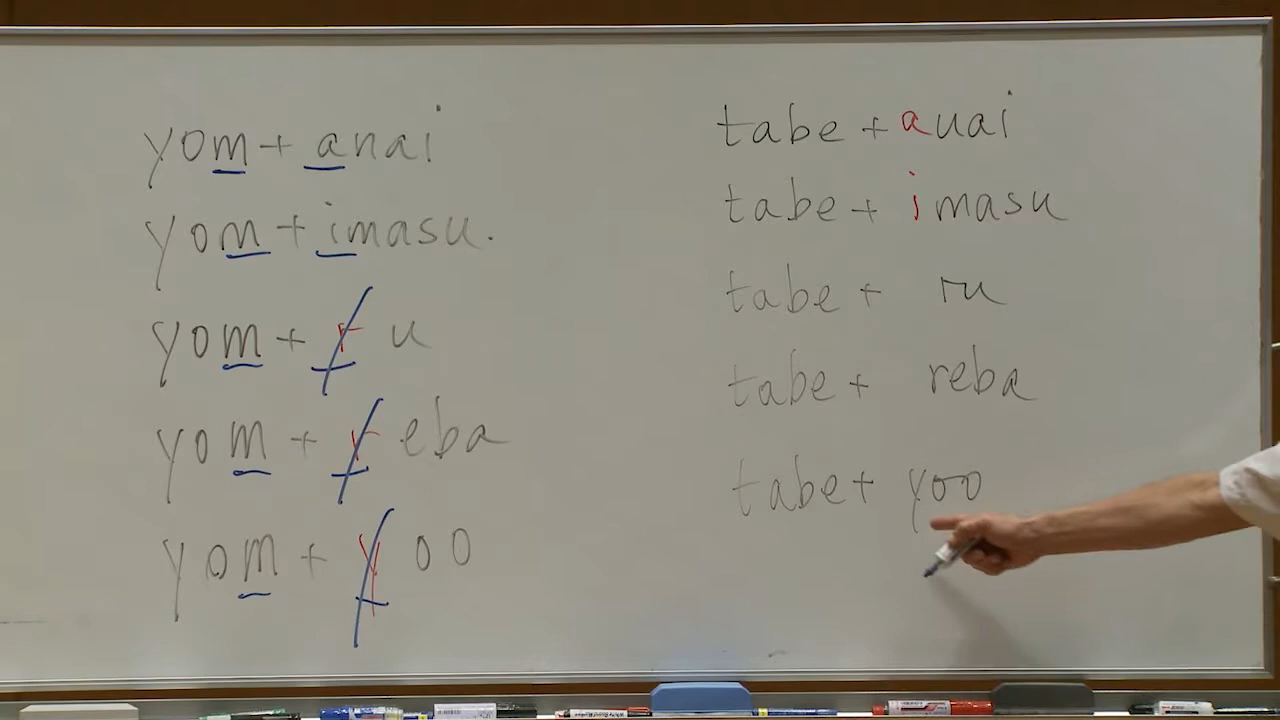 yom + anai
yom + imasu.
yom + r u
yom + r eba
yom + y oo
tabe + anai
tabe + imasu
tabe + ru
tabe + reba
tabe + yoo